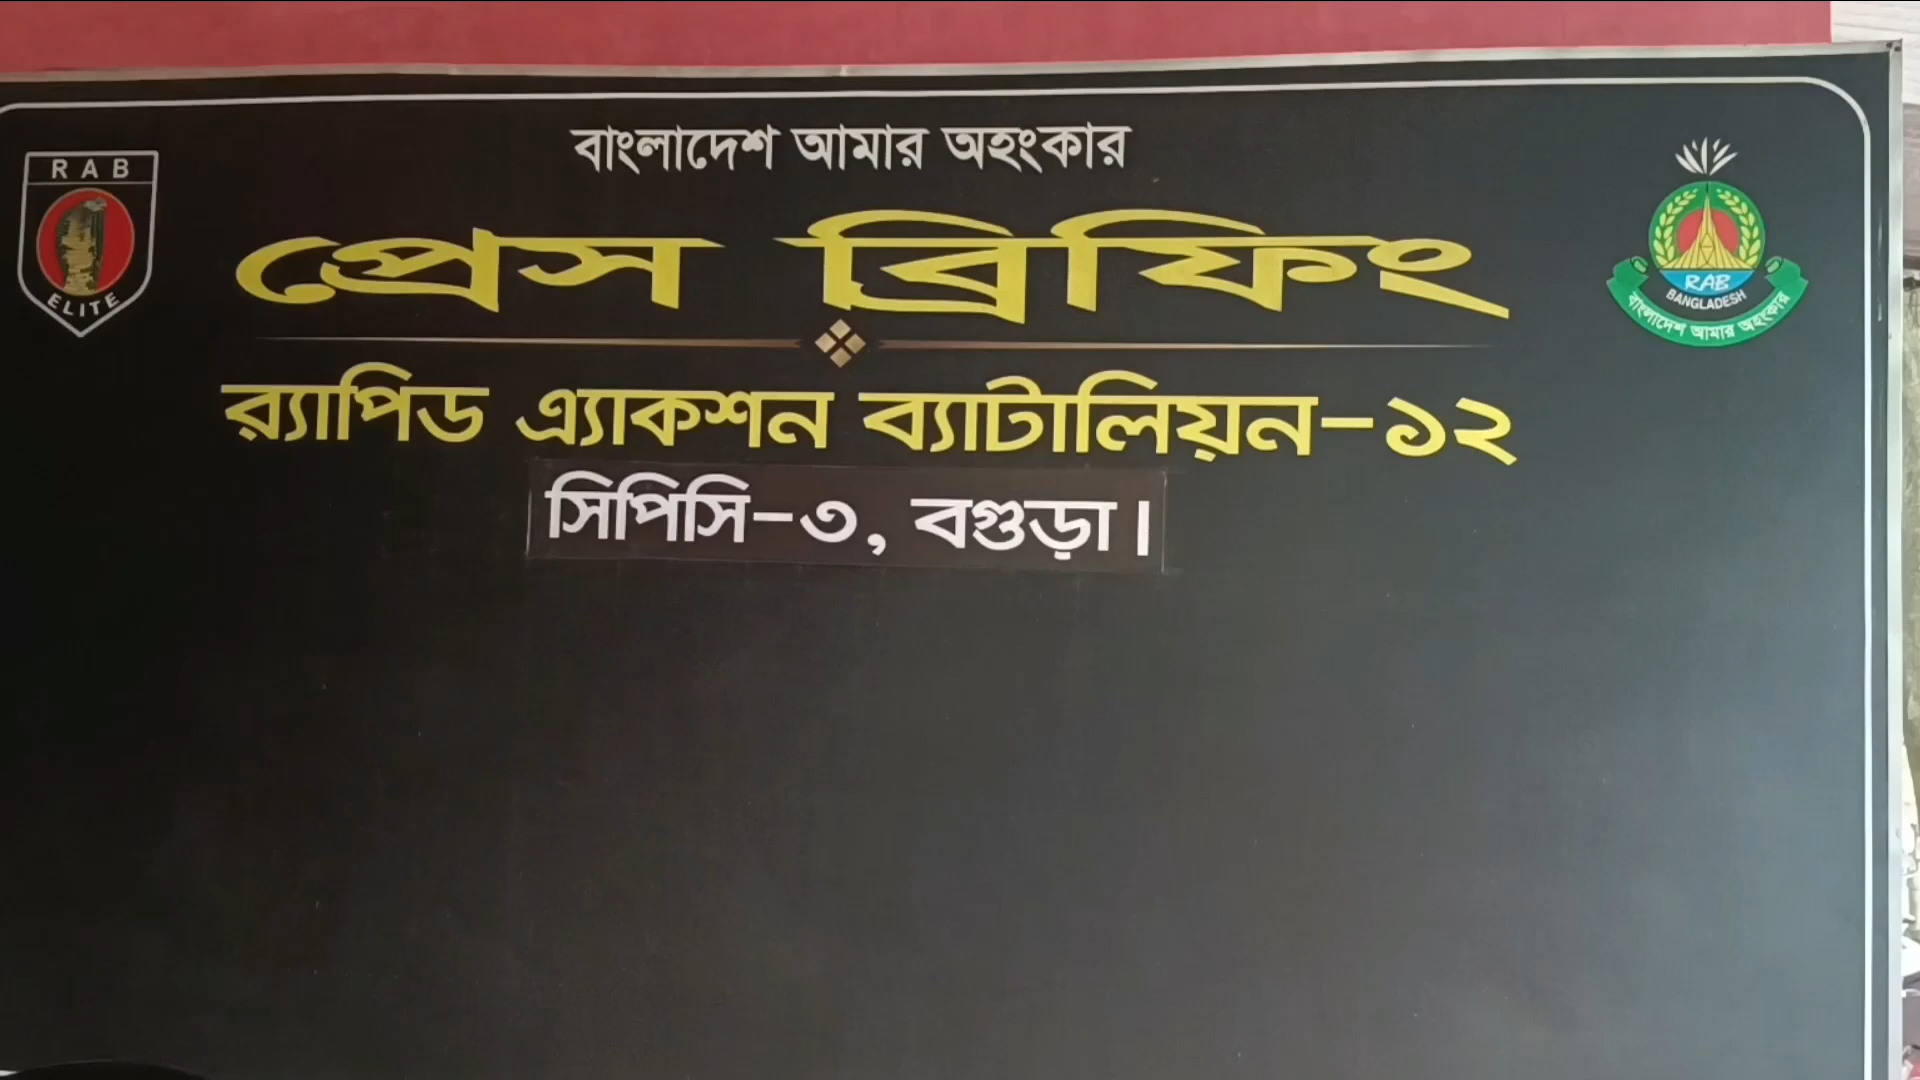 বাংলাদেশ আমার অহংকার
RAB
ELITE
প্রেস ব্রিফিং
RAB
BANGLADESH
বাংলাদেশ আমার অহংকার
র‍্যাপিড এ্যাকশন ব্যাটালিয়ন-১২
সিপিসি-৩, বগুড়া।